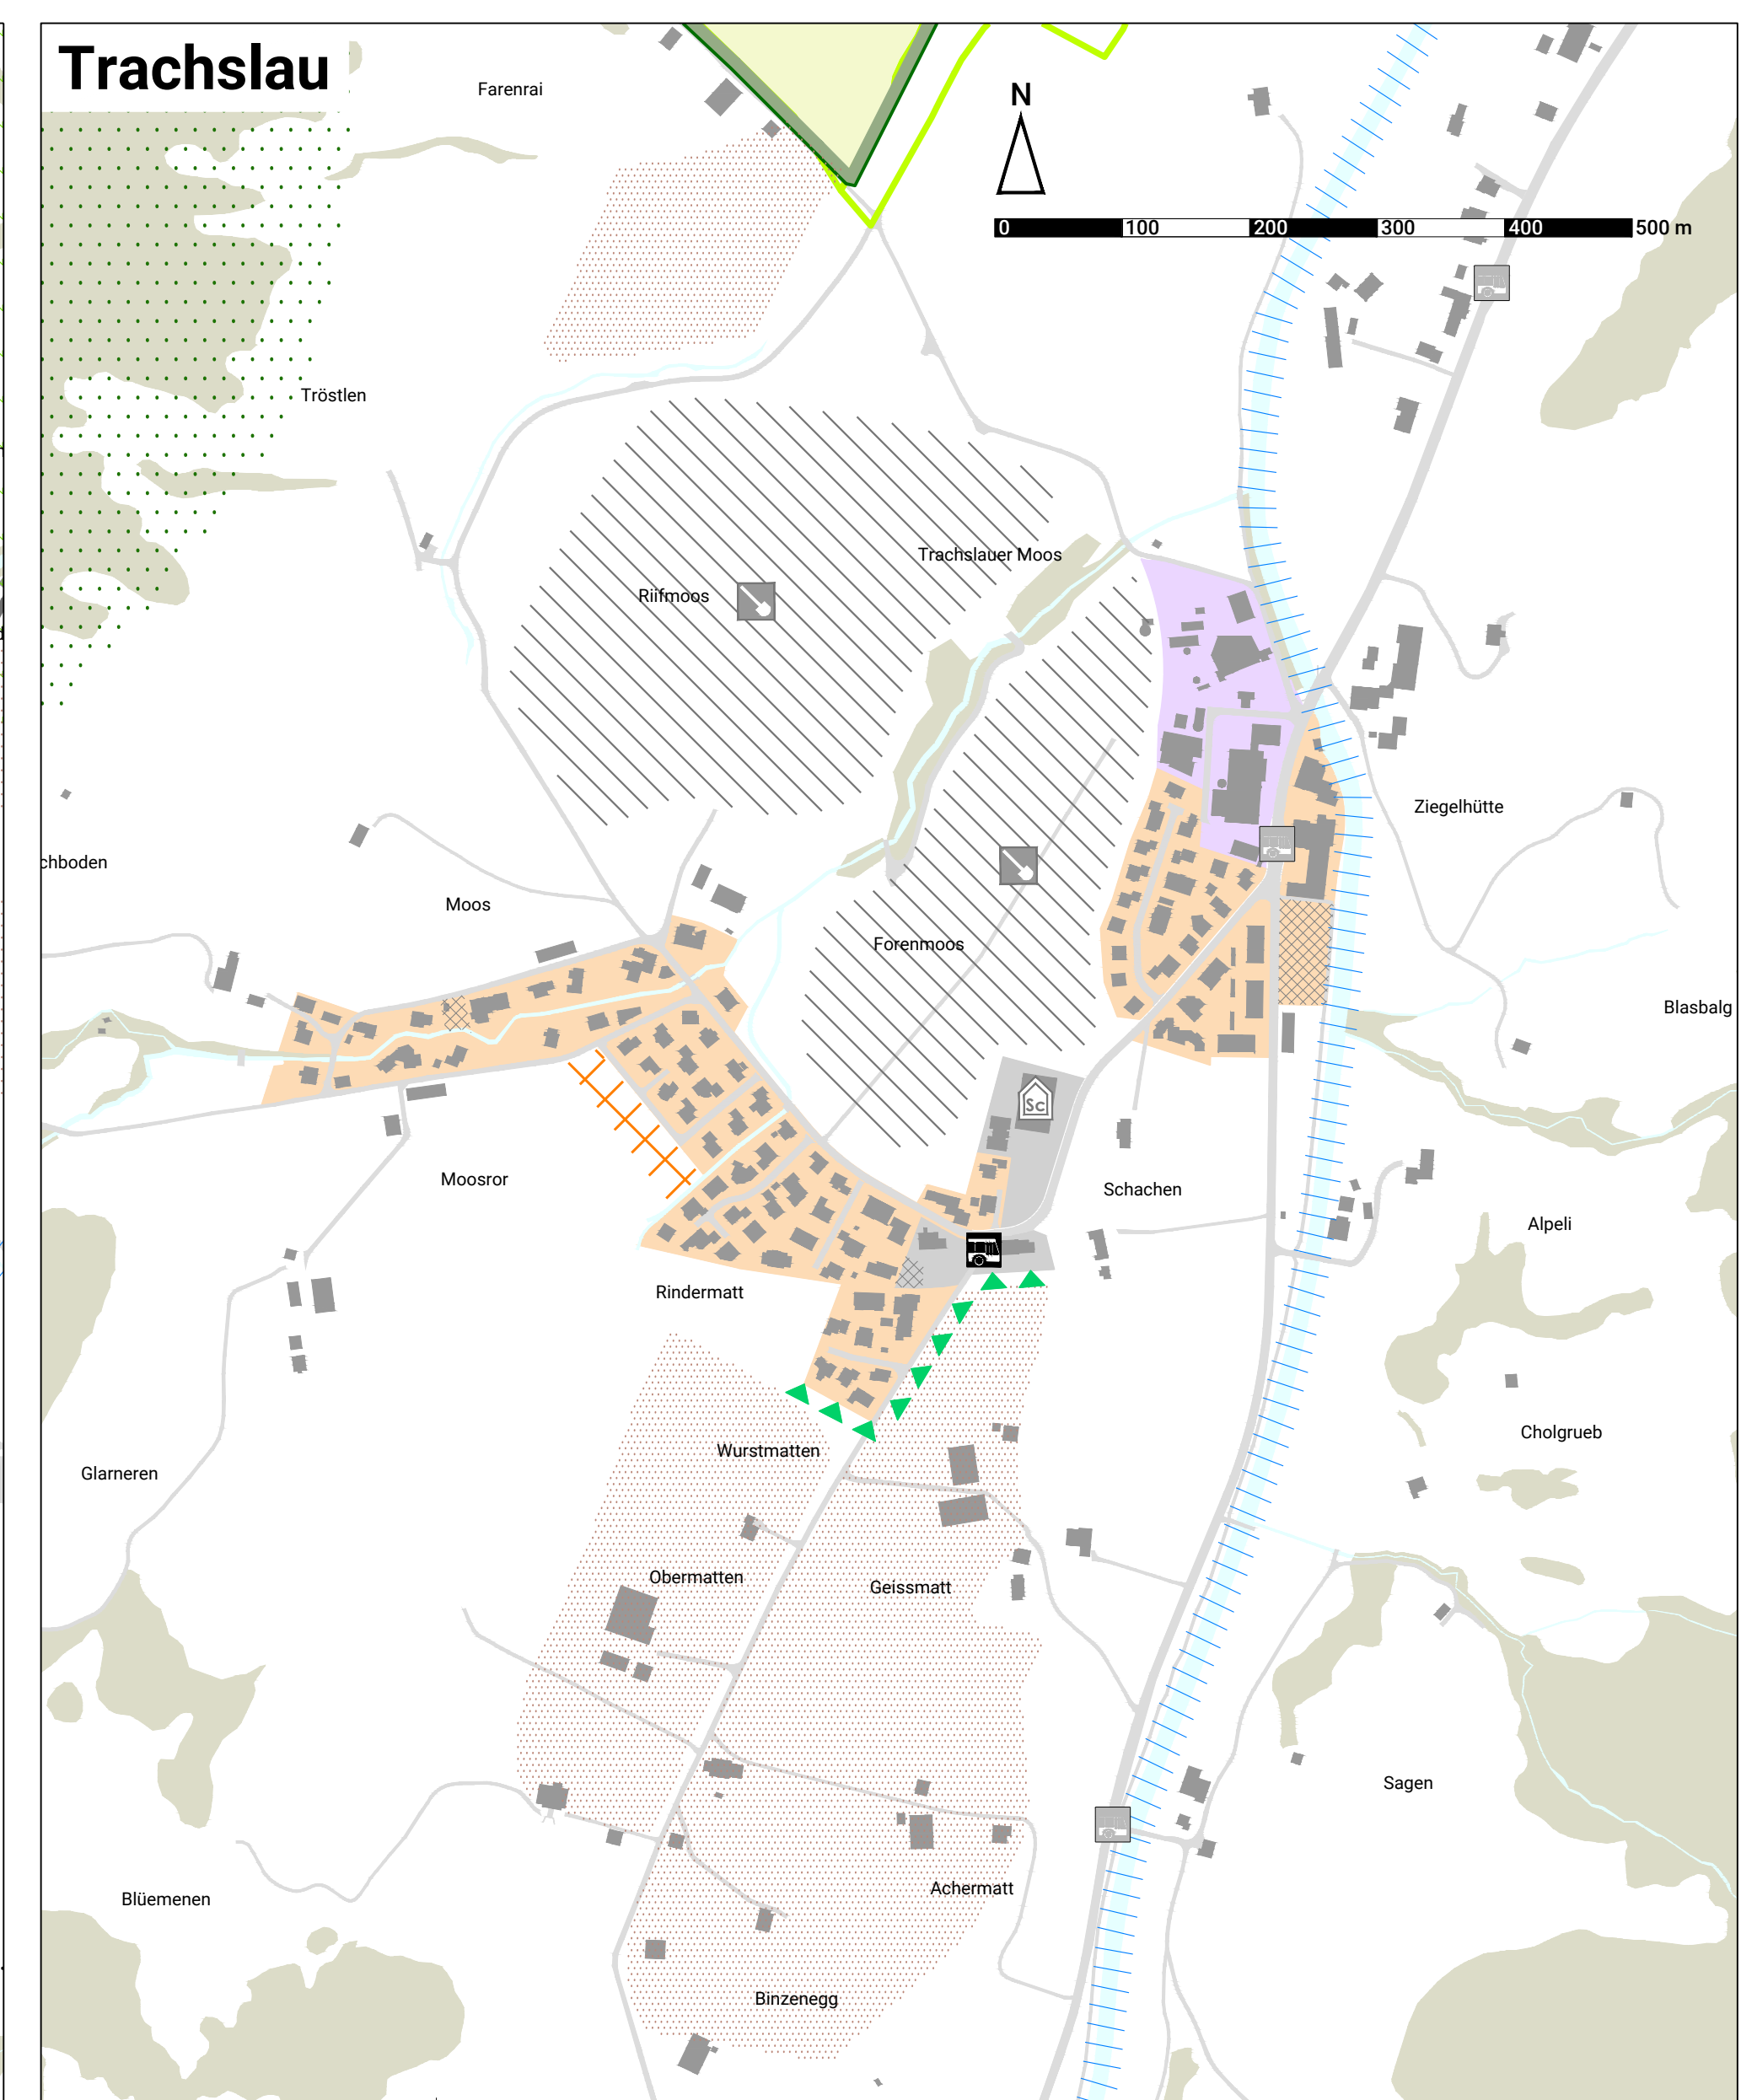 Trachslau
Farenrai
N
0 100 200 300 400 500 m
Tröstlen
Trachslauer Moos
Riifmoos
Ziegelhütte
chboden
Moos
Forenmoos
Blasbalg
Sc
Moosror
Schachen
Alpeli
Rindermatt
Cholgrueb
Wurstmatten
Glarneren
Obermatten
Geissmatt
Sagen
Achermatt
Blüemenen
Binzenegg